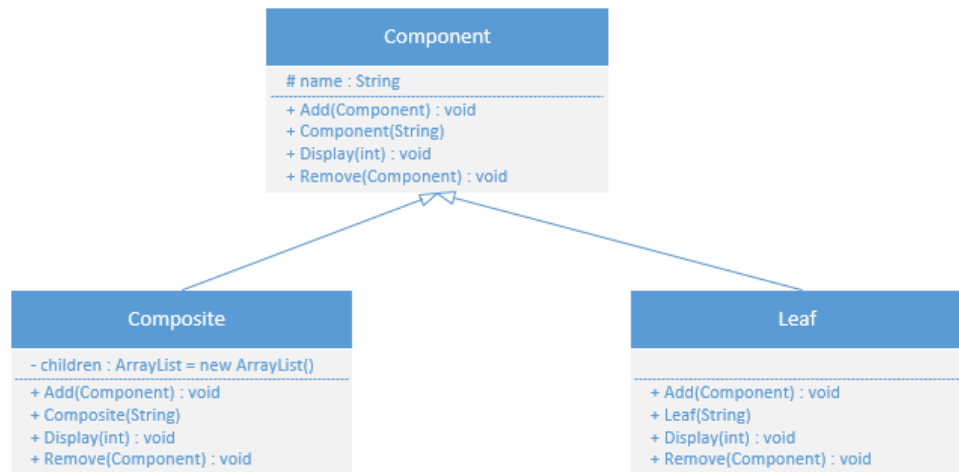 Component
# name : String
+ Add(Component) : void
+ Component(String)
+ Display(int) : void
+ Remove(Component) : void
Composite
- children : ArrayList = new ArrayList()
+ Add(Component) : void
+ Composite(String)
+ Display(int) : void
+ Remove(Component) : void
Leaf
+ Add(Component) : void
+ Leaf(String)
+ Display(int) : void
+ Remove(Component) : void